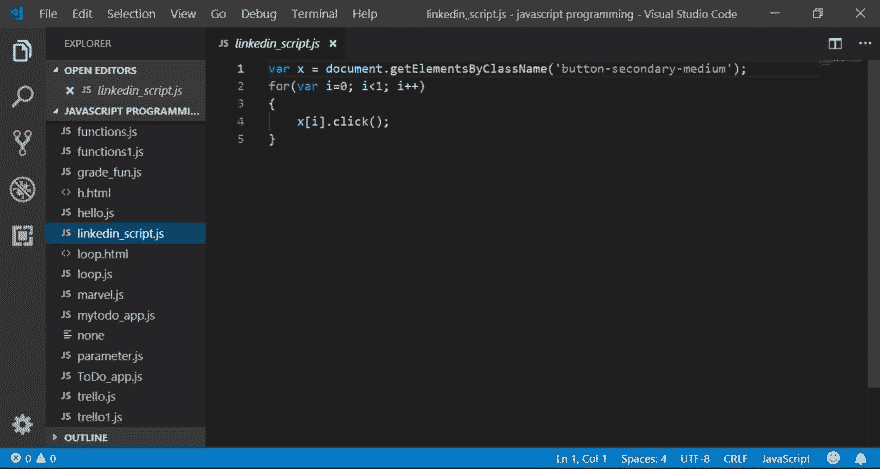 File Edit Selection View Go Debug Terminal Help linkedin_script.js - javascript programming - Visual Studio Code
EXPLORER
JS linkedin_script.js ×
OPEN EDITORS
× JS linkedin_script.js
JAVASCRIPT PROGRAMMI...
JS functions.js
JS functions1.js
JS grade_fun.js
<> h.html
JS hello.js
JS linkedin_script.js
<> loop.html
JS loop.js
JS marvel.js
JS mytodo_app.js
none
JS parameter.js
JS ToDo_app.js
JS trello.js
JS trello1.js
OUTLINE
1 var x = document.getElementsByClassName('button-secondary-medium');
2 for(var i=0; i<1; i++)
3 {
4 x[i].click();
5 }
0 0 Ln 1, Col 1 Spaces: 4 UTF-8 CRLF JavaScript